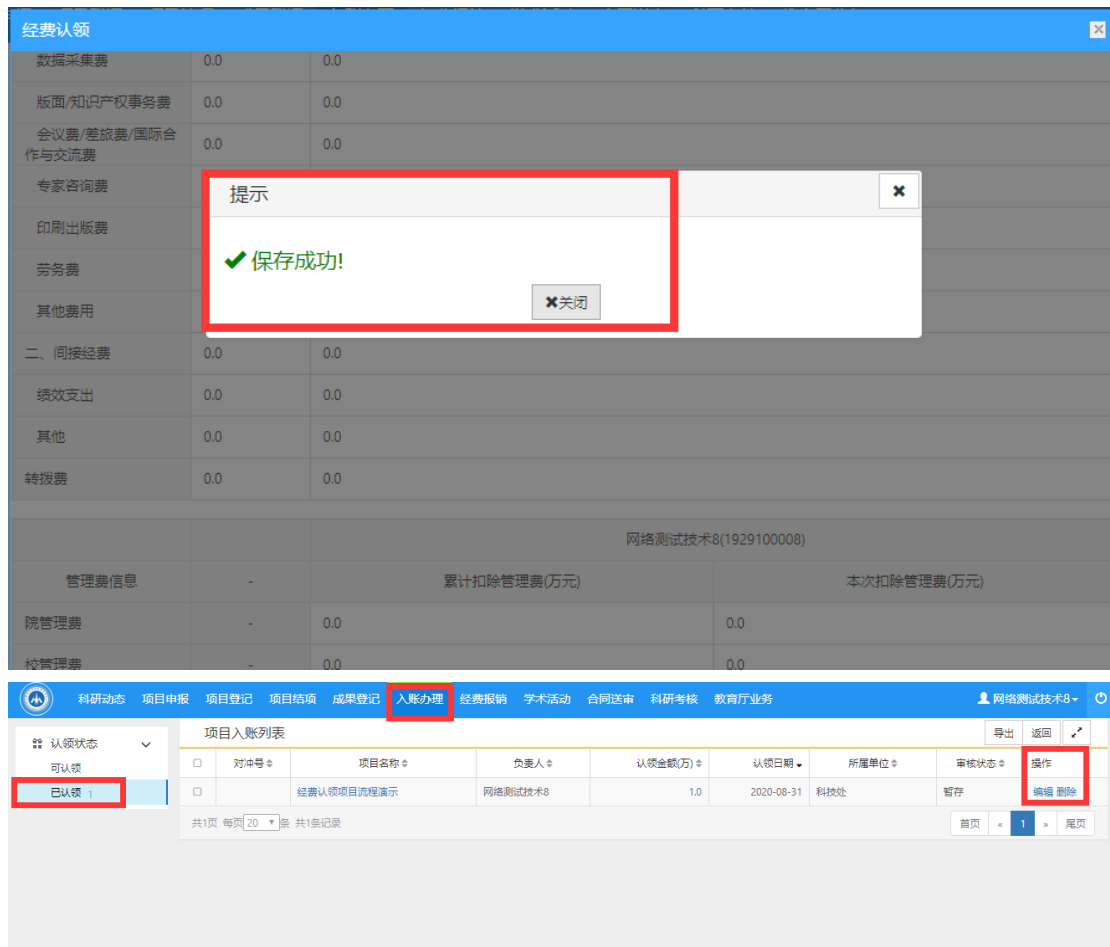 经费认领
数据采集费 0.0 0.0
版面/知识产权事务费 0.0 0.0
会议费/差旅费/国际合
作与交流费 0.0 0.0
专家咨询费
提示
印刷出版费
保存成功!
劳务费
关闭
其他费用
二、间接经费 0.0 0.0
绩效支出 0.0 0.0
其他 0.0 0.0
转拨费 0.0 0.0
网络测试技术8(1929100008)
管理费信息 - 累计扣除管理费(万元) 本次扣除管理费(万元)
院管理费 - 0.0 0.0
校管理费 - 0.0 0.0
科研动态 项目申报 项目登记 项目结项 成果登记 入账办理 经费报销 学术活动 合同送审 科研考核 教育厅业务 网络测试技术8
认领状态
可认领
已认领 1
项目入账列表 导出 返回
对冲号 项目名称 负责人 认领金额(万) 认领日期 所属单位 审核状态 操作
经费认领项目流程演示 网络测试技术8 1.0 2020-08-31 科技处 暂存 编辑 删除
共1页 每页 20 条 共1条记录 首页 « 1 » 尾页